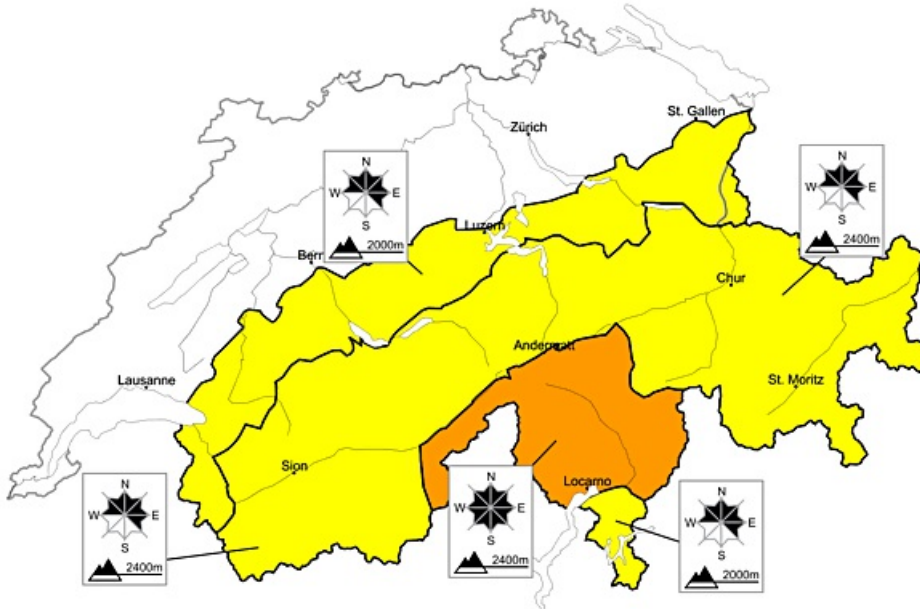 St. Gallen
Zürich
N
W E
S
2000m
N
W E
S
2400m
Luzern
Bern
Chur
Andermatt
Lausanne
St. Moritz
Sion
Locarno
N
W E
S
2400m
N
W E
S
2400m
N
W E
S
2000m